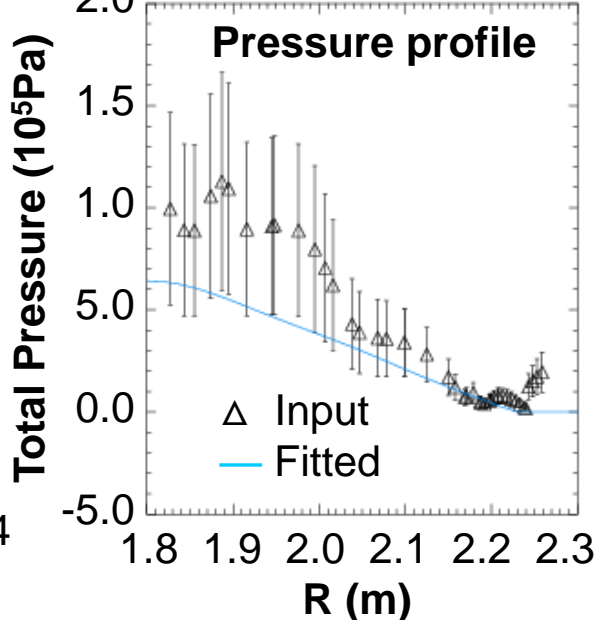 2.0
Pressure profile
1.5
1.0
5.0
0.0
-5.0
Total Pressure (10⁵Pa)
Input
Fitted
4
1.8 1.9 2.0 2.1 2.2 2.3
R (m)